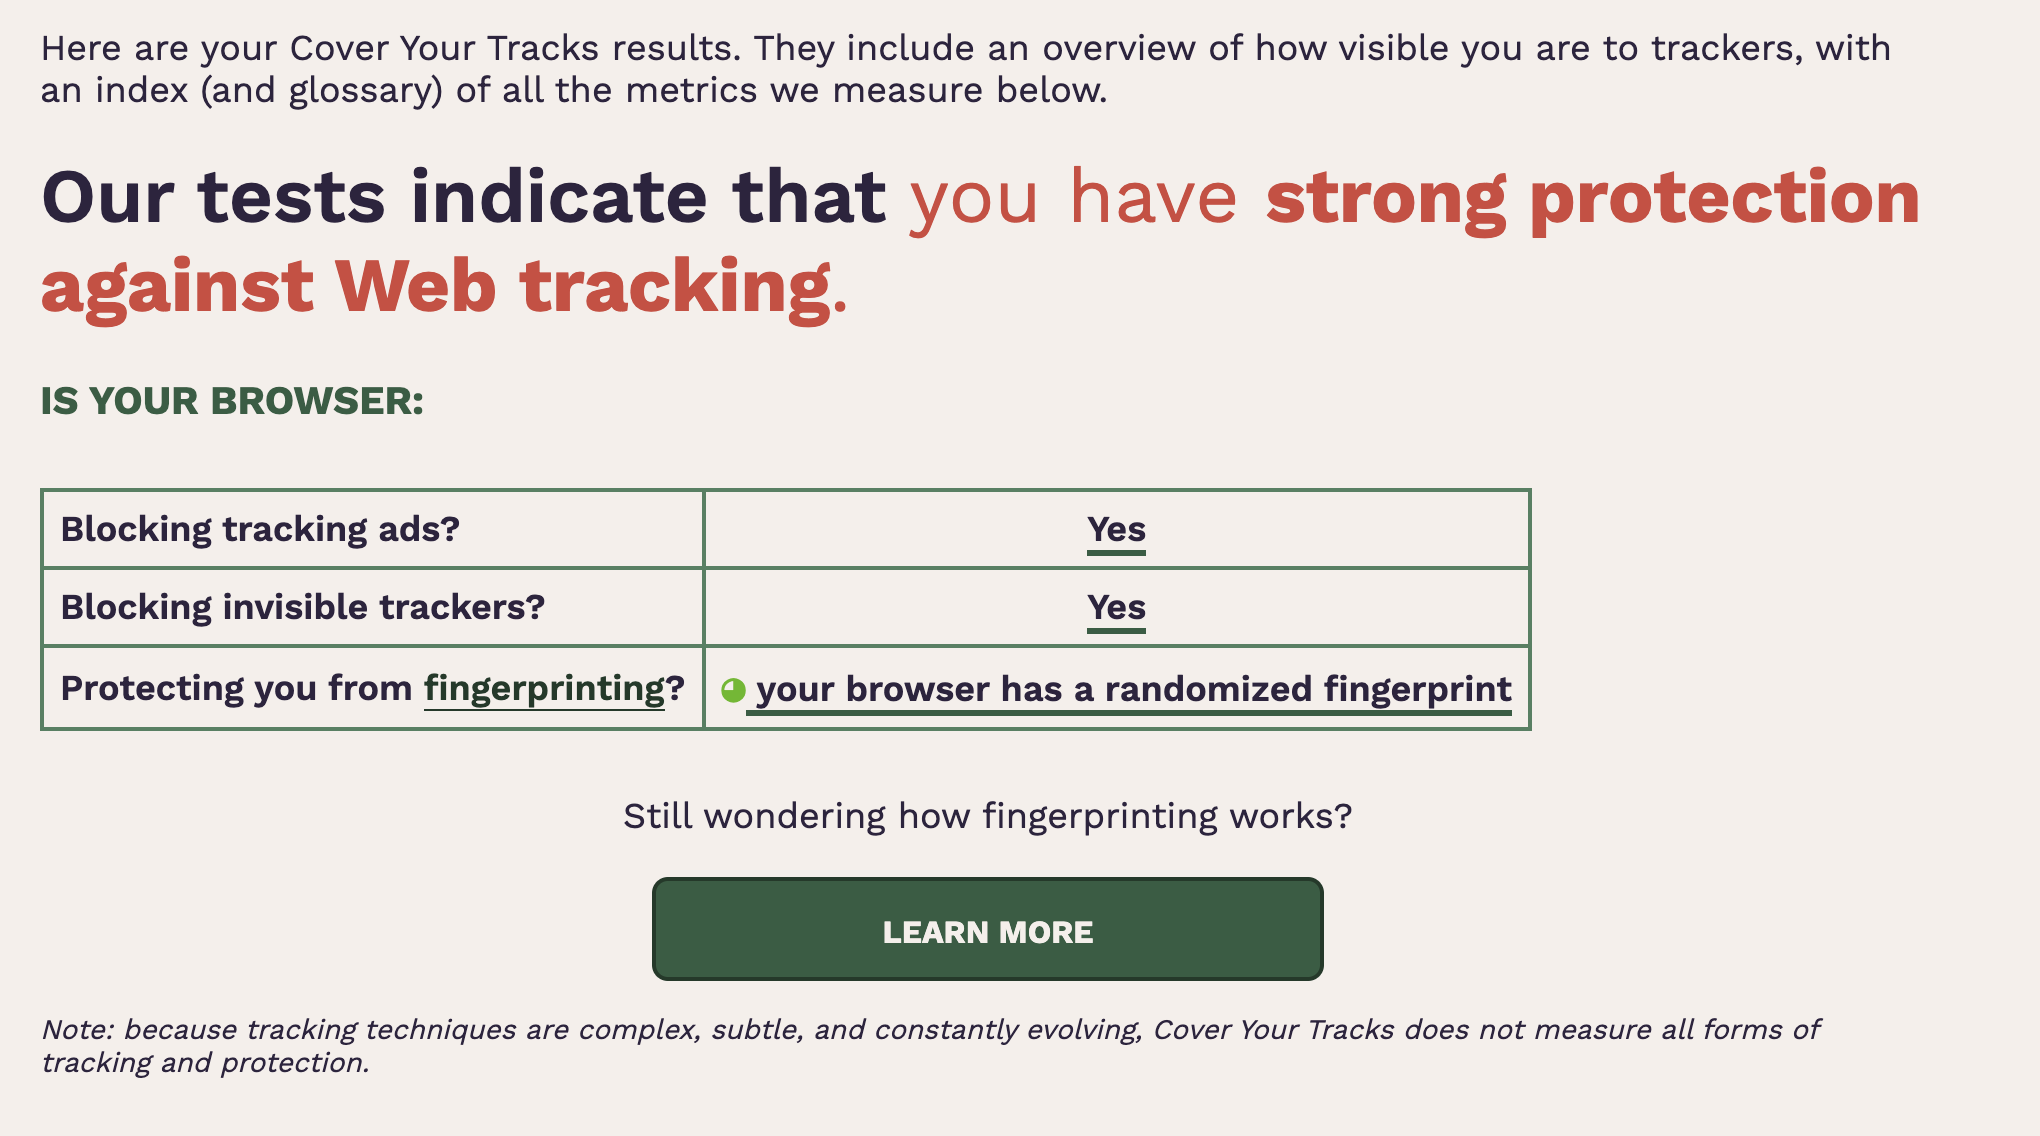 Here are your Cover Your Tracks results. They include an overview of how visible you are to trackers, with
an index (and glossary) of all the metrics we measure below.
Our tests indicate that you have strong protection
against Web tracking.
IS YOUR BROWSER:
Blocking tracking ads? Yes
Blocking invisible trackers? Yes
Protecting you from fingerprinting? your browser has a randomized fingerprint
Still wondering how fingerprinting works?
LEARN MORE
Note: because tracking techniques are complex, subtle, and constantly evolving, Cover Your Tracks does not measure all forms of
tracking and protection.